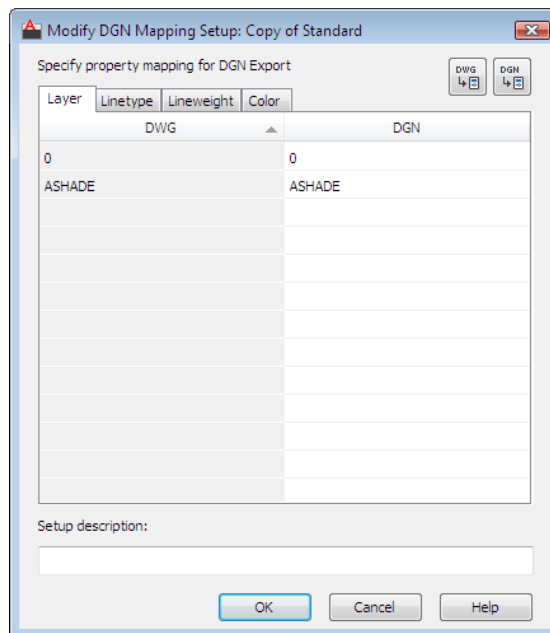 Modify DGN Mapping Setup: Copy of Standard
Specify property mapping for DGN Export
DWG DGN
Layer Linetype Lineweight Color
DWG DGN
0 0
ASHADE ASHADE
Setup description:
OK Cancel Help